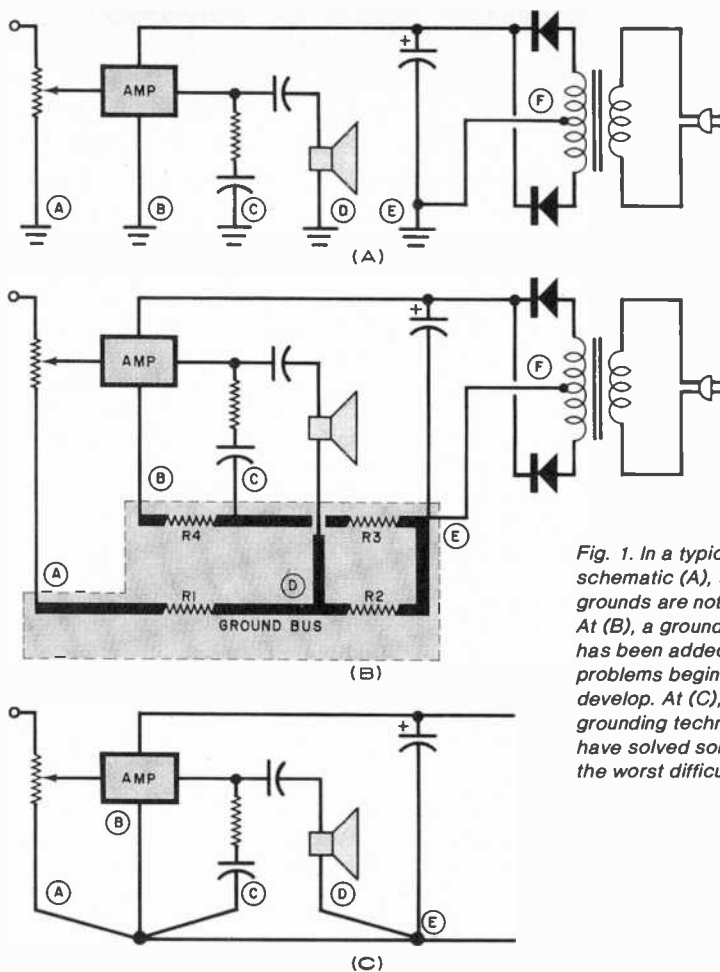 AMP
+
F
A
B
C
D
E
(A)
AMP
+
F
B
C
A
R4
R3
E
D
R1
R2
GROUND BUS
(B)
Fig. 1. In a typic
schematic (A),
grounds are not
At (B), a ground
has been added
problems begin
develop. At (C),
grounding techn
have solved so
the worst difficu
AMP
+
B
A
C
D
E
(C)